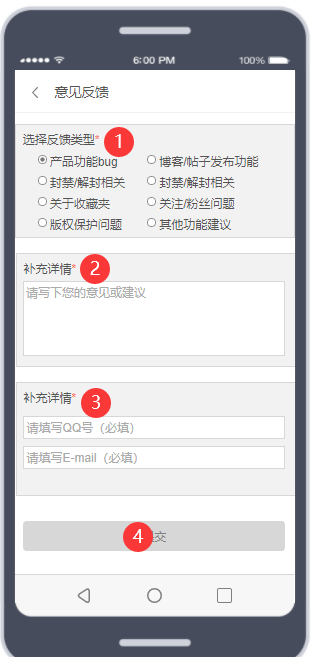 6:00 PM 100%
意见反馈
选择反馈类型* 1
产品功能bug 博客/帖子发布功能
封禁/解封相关 封禁/解封相关
关于收藏夹 关注/粉丝问题
版权保护问题 其他功能建议
补充详情* 2
请写下您的意见或建议
补充详情* 3
请填写QQ号（必填）
请填写E-mail（必填）
4 交